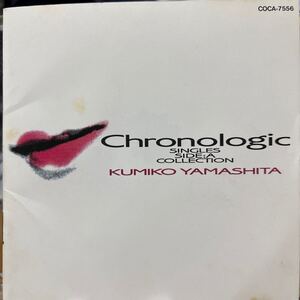 COCA-7556
Chronologic
SINGLES
SIDE:A
COLLECTION
KUMIKO YAMASHITA